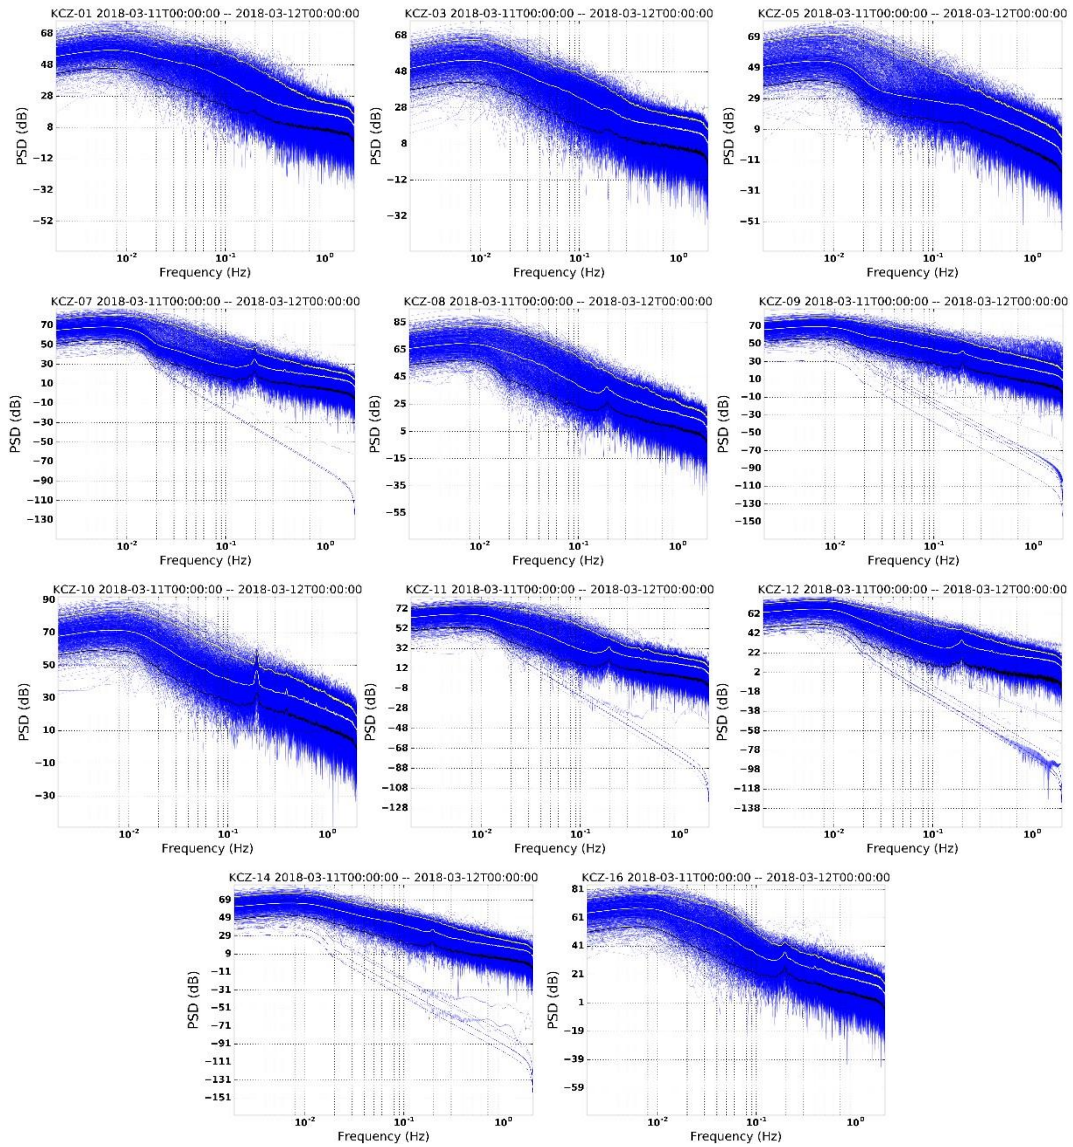 KCZ-01 2018-03-11T00:00:00 -- 2018-03-12T00:00:00
PSD (dB)
68
48
28
8
−12
−32
−52
10⁻² 10⁻¹ 10⁰
Frequency (Hz)
KCZ-03 2018-03-11T00:00:00 -- 2018-03-12T00:00:00
PSD (dB)
68
48
28
8
−12
−32
10⁻² 10⁻¹ 10⁰
Frequency (Hz)
KCZ-05 2018-03-11T00:00:00 -- 2018-03-12T00:00:00
PSD (dB)
69
49
29
9
−11
−31
−51
10⁻² 10⁻¹ 10⁰
Frequency (Hz)
KCZ-07 2018-03-11T00:00:00 -- 2018-03-12T00:00:00
PSD (dB)
70
50
30
10
−10
−30
−50
−70
−90
−110
−130
10⁻² 10⁻¹ 10⁰
Frequency (Hz)
KCZ-08 2018-03-11T00:00:00 -- 2018-03-12T00:00:00
PSD (dB)
85
65
45
25
5
−15
−35
−55
10⁻² 10⁻¹ 10⁰
Frequency (Hz)
KCZ-09 2018-03-11T00:00:00 -- 2018-03-12T00:00:00
PSD (dB)
70
50
30
10
−10
−30
−50
−70
−90
−110
−130
−150
10⁻² 10⁻¹ 10⁰
Frequency (Hz)
KCZ-10 2018-03-11T00:00:00 -- 2018-03-12T00:00:00
PSD (dB)
90
70
50
30
10
−10
−30
10⁻² 10⁻¹ 10⁰
Frequency (Hz)
KCZ-11 2018-03-11T00:00:00 -- 2018-03-12T00:00:00
PSD (dB)
72
52
32
12
−8
−28
−48
−68
−88
−108
−128
10⁻² 10⁻¹ 10⁰
Frequency (Hz)
KCZ-12 2018-03-11T00:00:00 -- 2018-03-12T00:00:00
PSD (dB)
62
42
22
2
−18
−38
−58
−78
−98
−118
−138
10⁻² 10⁻¹ 10⁰
Frequency (Hz)
KCZ-14 2018-03-11T00:00:00 -- 2018-03-12T00:00:00
PSD (dB)
69
49
29
9
−11
−31
−51
−71
−91
−111
−131
−151
10⁻² 10⁻¹ 10⁰
Frequency (Hz)
KCZ-16 2018-03-11T00:00:00 -- 2018-03-12T00:00:00
PSD (dB)
81
61
41
21
1
−19
−39
−59
10⁻² 10⁻¹ 10⁰
Frequency (Hz)